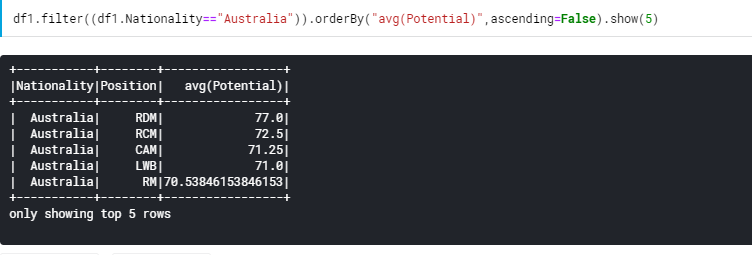 df1.filter((df1.Nationality=="Australia")).orderBy("avg(Potential)",ascending=False).show(5)
+-----------+--------+-----------------+
|Nationality|Position|   avg(Potential)|
+-----------+--------+-----------------+
|  Australia|     RDM|             77.0|
|  Australia|     RCM|             72.5|
|  Australia|     CAM|            71.25|
|  Australia|     LWB|             71.0|
|  Australia|      RM|70.53846153846153|
+-----------+--------+-----------------+
only showing top 5 rows